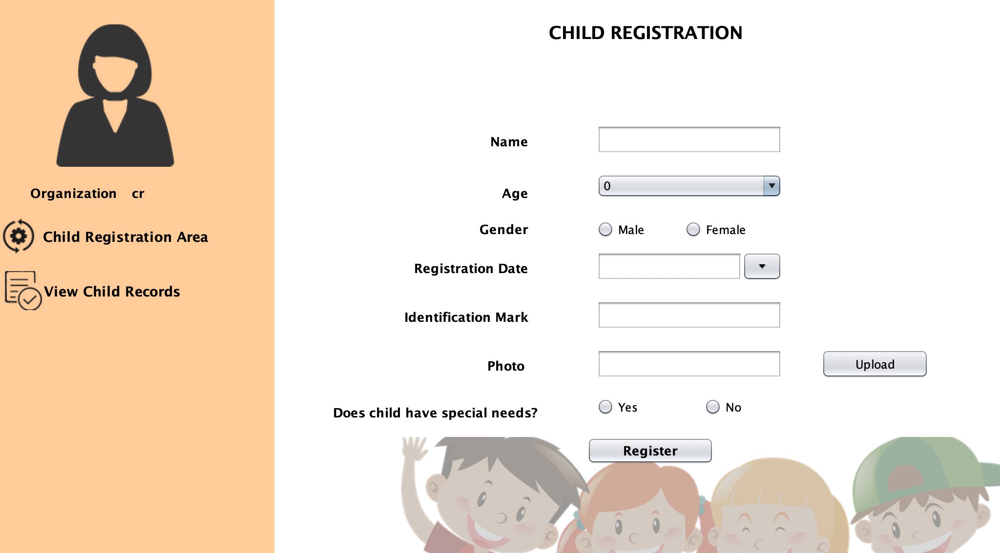 CHILD REGISTRATION
Organization cr
Child Registration Area
View Child Records
Name
Age 0
Gender Male Female
Registration Date
Identification Mark
Photo Upload
Does child have special needs? Yes No
Register